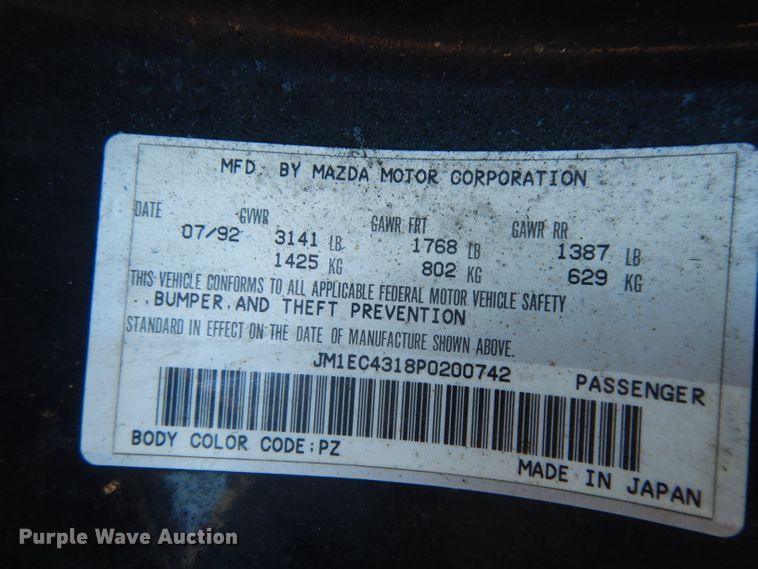 MFD. BY MAZDA MOTOR CORPORATION
DATE GVWR GAWR FRT GAWR RR
07/92 3141 LB 1768 LB 1387 LB
1425 KG 802 KG 629 KG
THIS VEHICLE CONFORMS TO ALL APPLICABLE FEDERAL MOTOR VEHICLE SAFETY
, BUMPER, AND THEFT PREVENTION
STANDARD IN EFFECT ON THE DATE OF MANUFACTURE SHOWN ABOVE.
JM1EC4318P0200742 PASSENGER
BODY COLOR CODE:PZ
MADE IN JAPAN
Purple Wave Auction